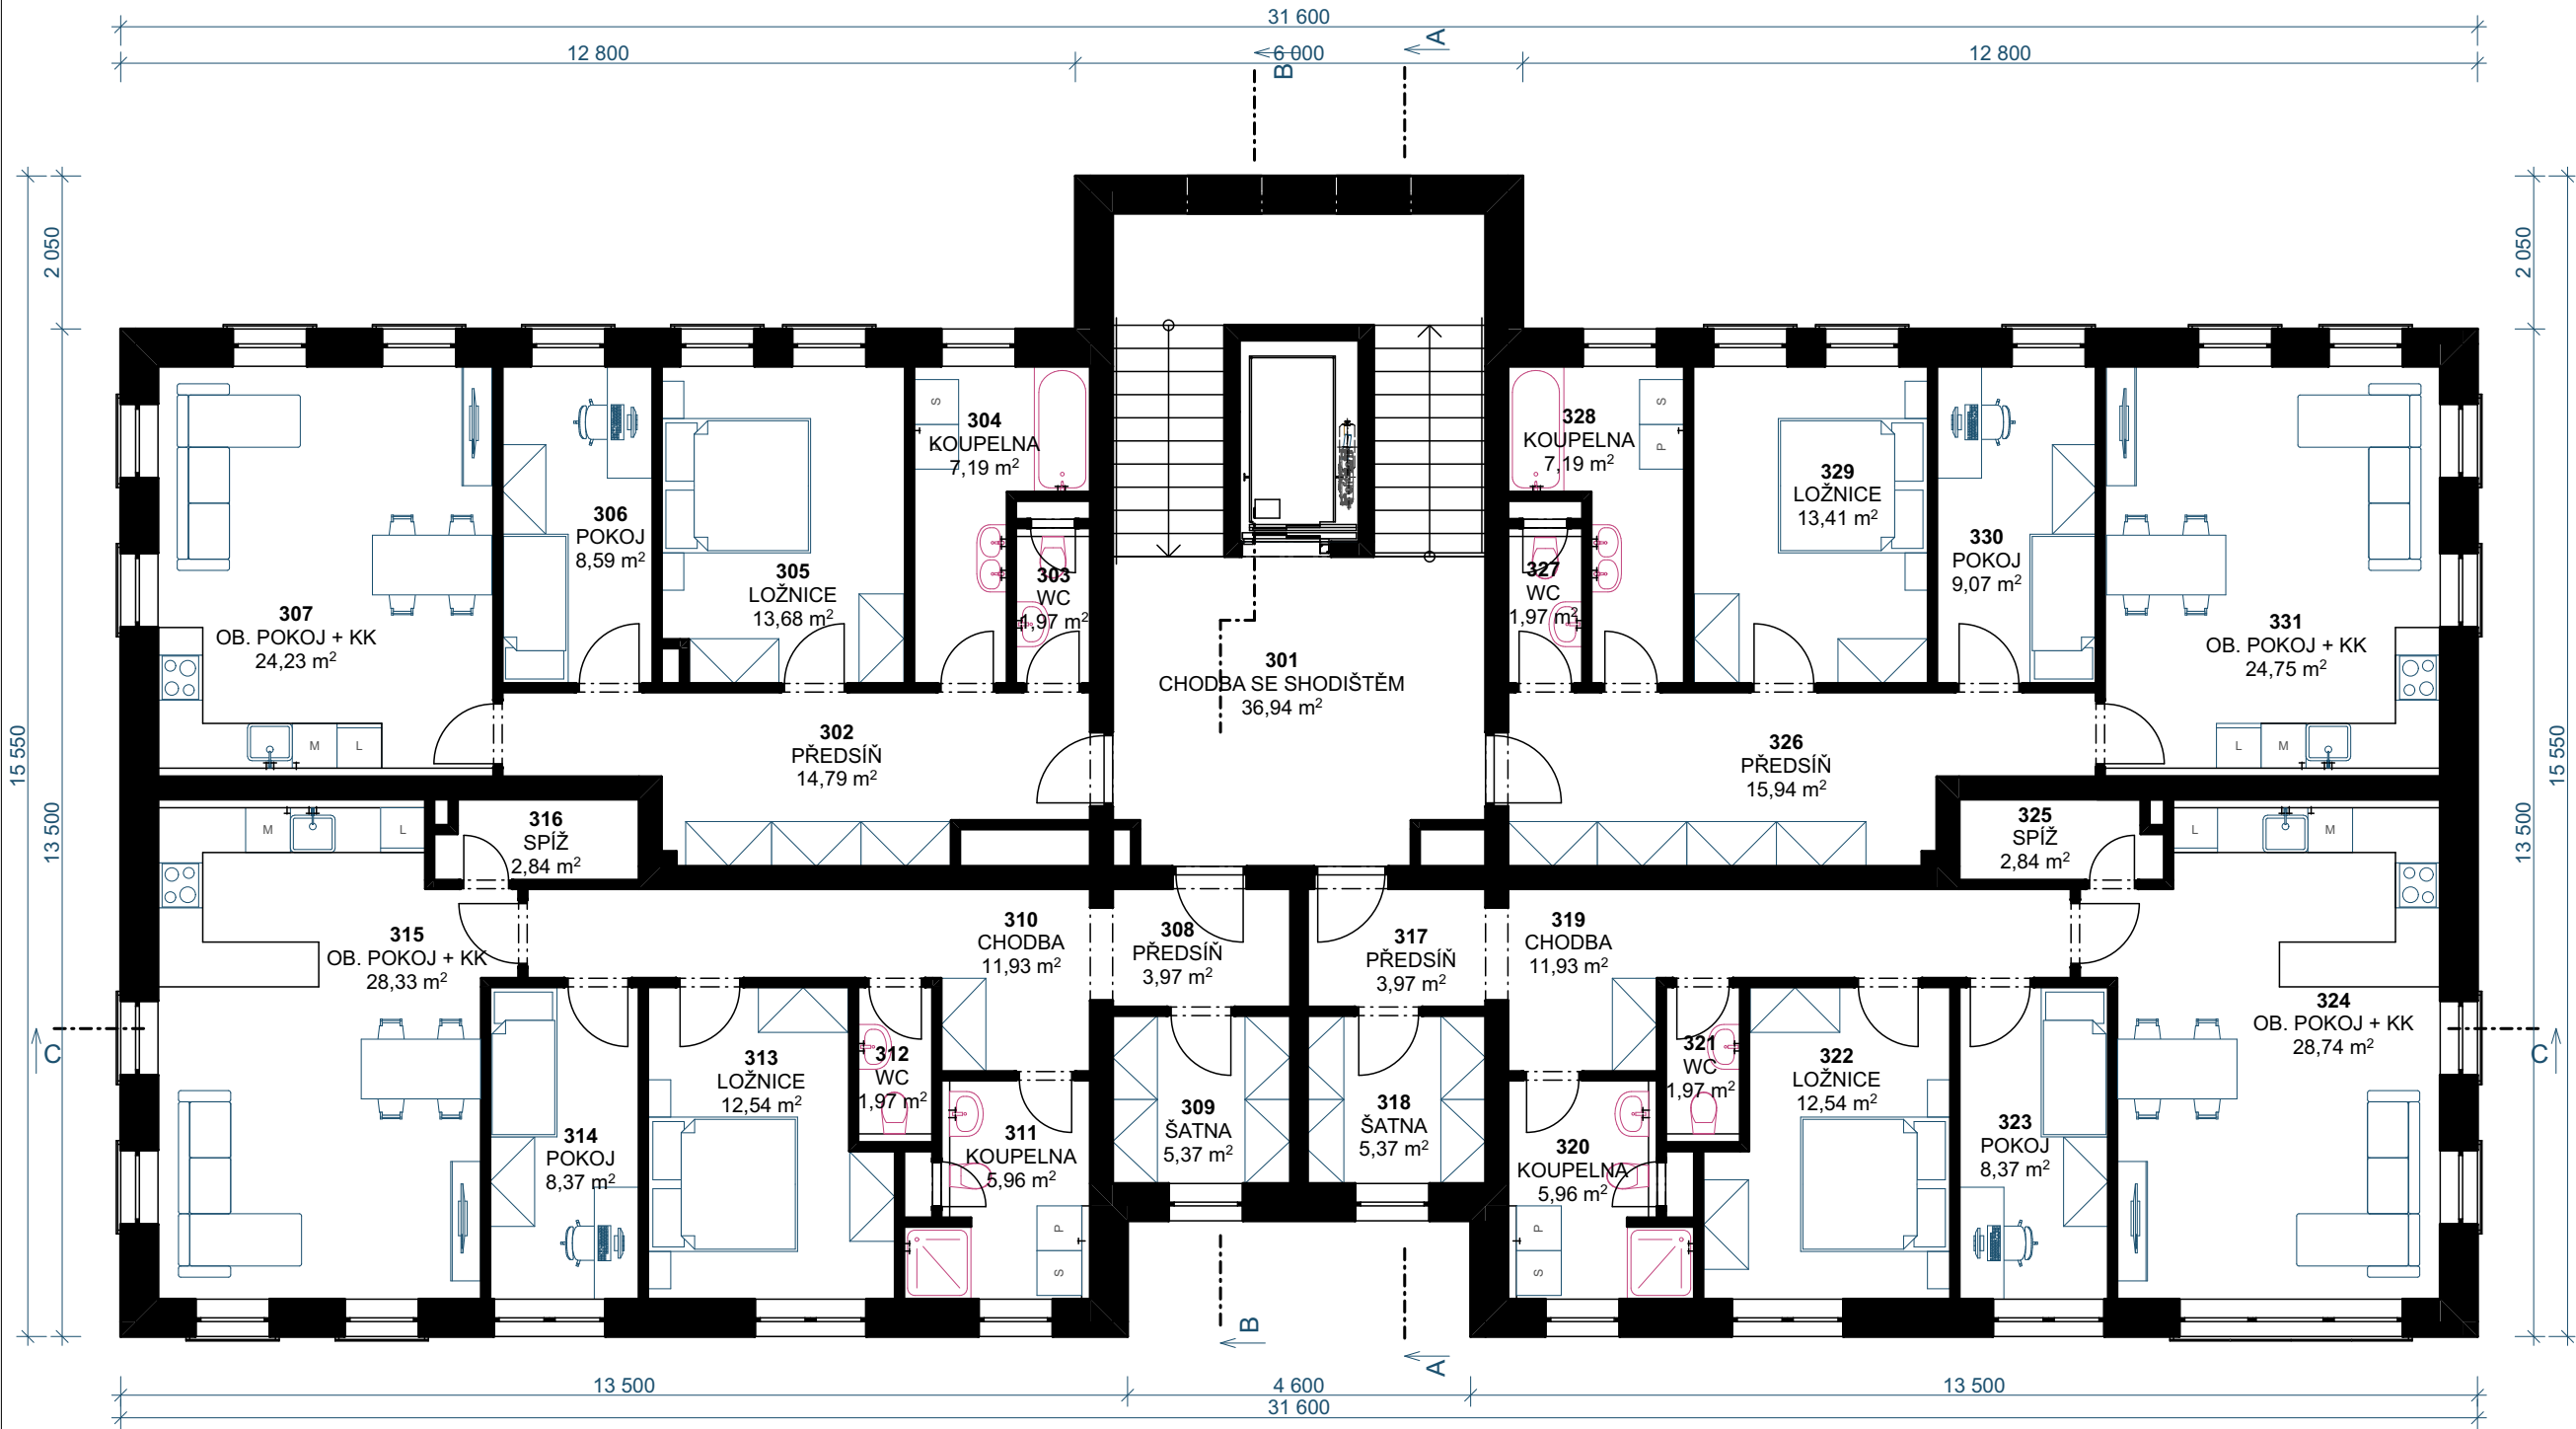 31 600
12 800
6 000
12 800
B
A
2 050
2 050
15 550
13 500
13 500
15 550
304
KOUPELNA
7,19 m²
S
P
328
KOUPELNA
7,19 m²
S
P
306
POKOJ
8,59 m²
305
LOŽNICE
13,68 m²
303
WC
1,97 m²
327
WC
1,97 m²
329
LOŽNICE
13,41 m²
330
POKOJ
9,07 m²
307
OB. POKOJ + KK
24,23 m²
M
L
331
OB. POKOJ + KK
24,75 m²
L
M
301
CHODBA SE SHODIŠTĚM
36,94 m²
302
PŘEDSÍŇ
14,79 m²
326
PŘEDSÍŇ
15,94 m²
M
L
316
SPÍŽ
2,84 m²
325
SPÍŽ
2,84 m²
L
M
315
OB. POKOJ + KK
28,33 m²
310
CHODBA
11,93 m²
308
PŘEDSÍŇ
3,97 m²
317
PŘEDSÍŇ
3,97 m²
319
CHODBA
11,93 m²
324
OB. POKOJ + KK
28,74 m²
C
C
313
LOŽNICE
12,54 m²
312
WC
1,97 m²
321
WC
1,97 m²
322
LOŽNICE
12,54 m²
314
POKOJ
8,37 m²
311
KOUPELNA
5,96 m²
P
S
309
ŠATNA
5,37 m²
318
ŠATNA
5,37 m²
320
KOUPELNA
5,96 m²
P
S
323
POKOJ
8,37 m²
B
A
13 500
4 600
13 500
31 600